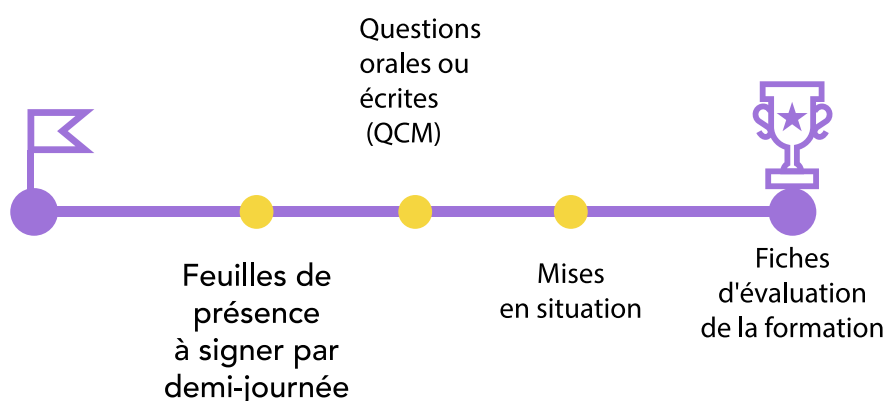 Questions
orales ou
écrites
(QCM)
Feuilles de
présence
à signer par
demi-journée
Mises
en situation
Fiches
d'évaluation
de la formation